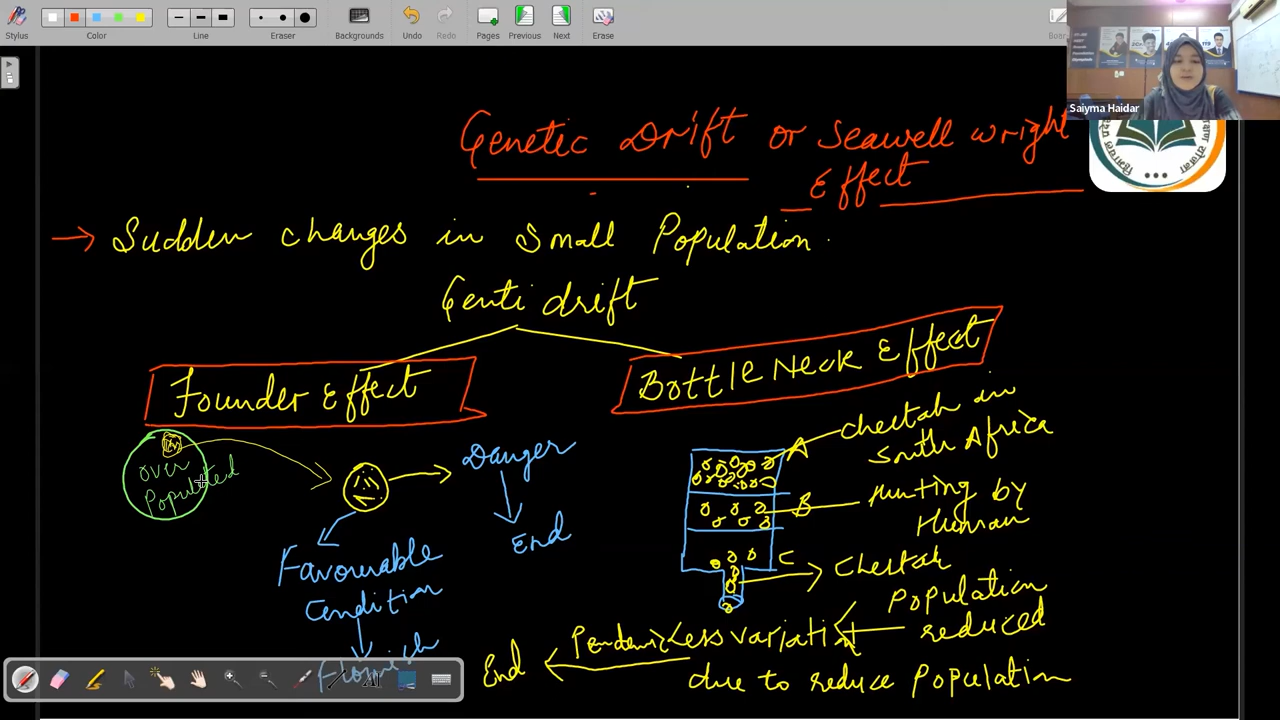 Stylus
Color
Line
Eraser
Backgrounds
Undo
Redo
Pages
Previous
Next
Erase
Saiyma Haidar
Genetic Drift or Seawell wright
Effect
→ Sudden changes in Small Population.
Genti drift
Founder Effect
Bottle Neck Effect
over
Populated
Danger
End
Favourable
Condition
Flourish
A
cheetah in
South Africa
B
Hunting by
Human
C
Cheetah
Population
reduced
Less variation
due to reduce Population
Pendemic
End